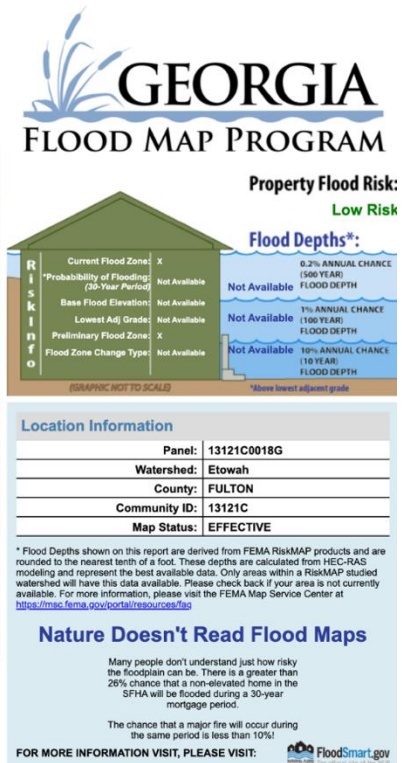 GEORGIA
FLOOD MAP PROGRAM
Property Flood Risk:
Low Risk
Flood Depths*:
Risk Info
Current Flood Zone: X
*Probability of Flooding: Not Available
(30-Year Period)
Base Flood Elevation: Not Available
Lowest Adj Grade: Not Available
Preliminary Flood Zone: X
Flood Zone Change Type: Not Available
0.2% ANNUAL CHANCE
(500 YEAR)
Not Available FLOOD DEPTH
1% ANNUAL CHANCE
Not Available (100 YEAR)
FLOOD DEPTH
Not Available 10% ANNUAL CHANCE
(10 YEAR)
FLOOD DEPTH
(GRAPHIC NOT TO SCALE)
*Above lowest adjacent grade
Location Information
Panel: 13121C0018G
Watershed: Etowah
County: FULTON
Community ID: 13121C
Map Status: EFFECTIVE
* Flood Depths shown on this report are derived from FEMA RiskMAP products and are
rounded to the nearest tenth of a foot. These depths are calculated from HEC-RAS
modeling and represent the best available data. Only areas within a RiskMAP studied
watershed will have this data available. Please check back if your area is not currently
available. For more information, please visit the FEMA Map Service Center at
https://msc.fema.gov/portal/resources/faq
Nature Doesn't Read Flood Maps
Many people don't understand just how risky
the floodplain can be. There is a greater than
26% chance that a non-elevated home in the
SFHA will be flooded during a 30-year
mortgage period.
The chance that a major fire will occur during
the same period is less than 10%!
FOR MORE INFORMATION VISIT, PLEASE VISIT:
FloodSmart.gov